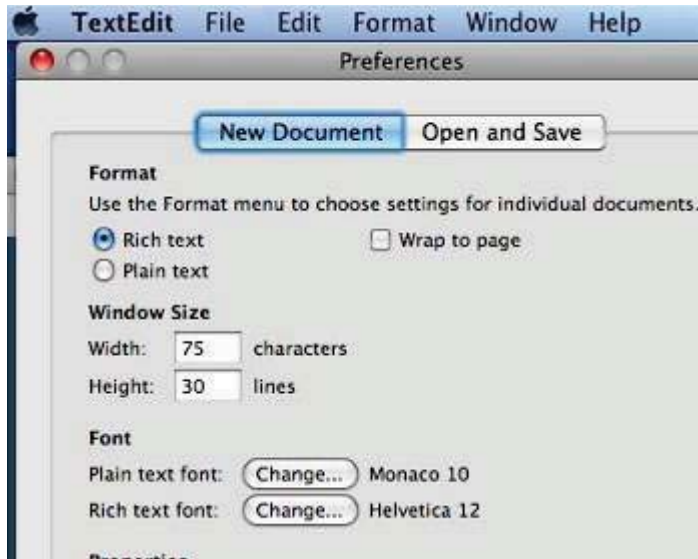 TextEdit File Edit Format Window Help
Preferences
New Document Open and Save
Format
Use the Format menu to choose settings for individual documents.
Rich text Wrap to page
Plain text
Window Size
Width: 75 characters
Height: 30 lines
Font
Plain text font: Change... Monaco 10
Rich text font: Change... Helvetica 12